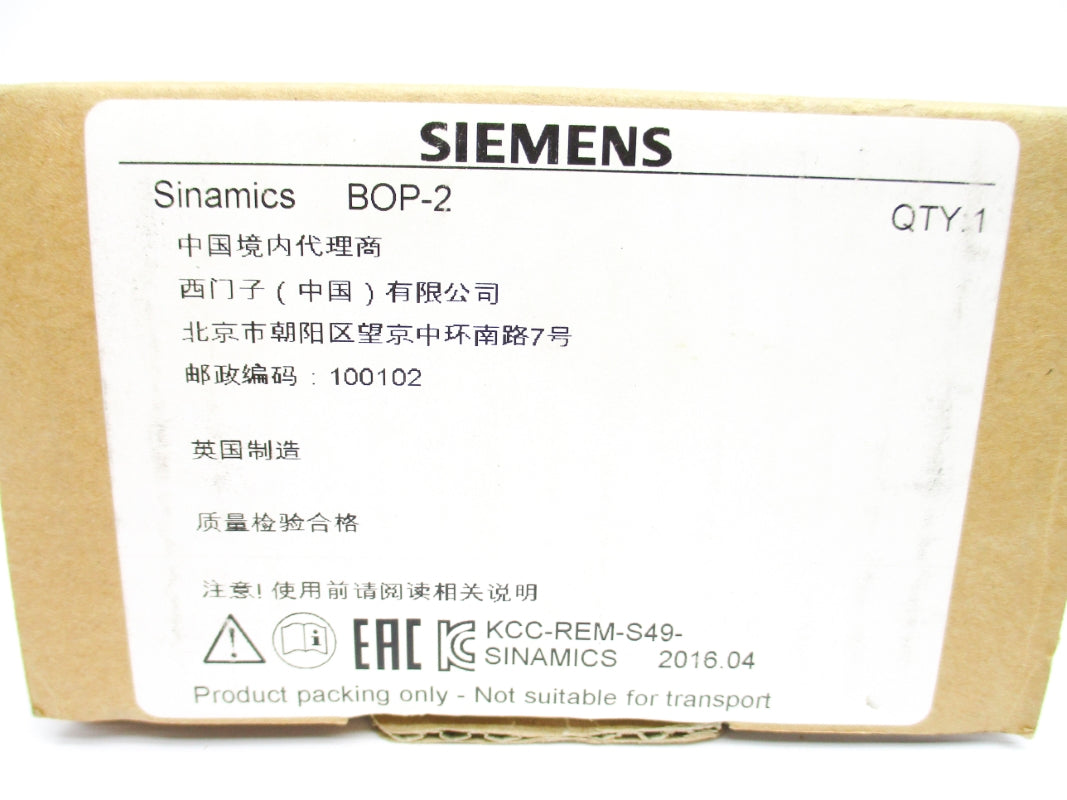 SIEMENS
Sinamics BOP-2
QTY:1
中国境内代理商
西门子(中国)有限公司
北京市朝阳区望京中环南路7号
邮政编码:100102
英国制造
质量检验合格
注意!使用前请阅读相关说明
EAC KC KCC-REM-S49-
SINAMICS 2016.04
Product packing only - Not suitable for transport